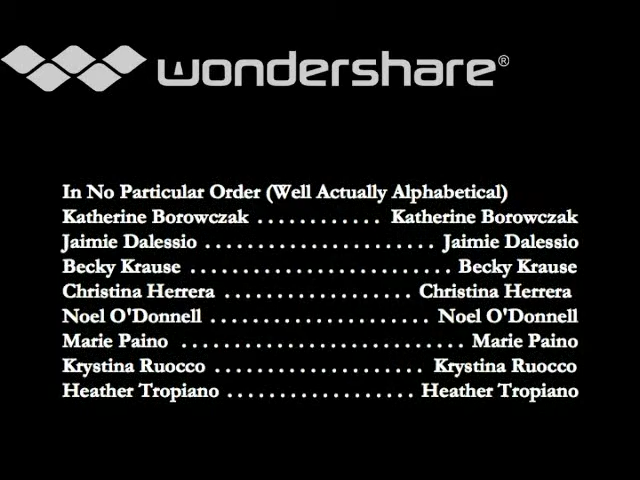 wondershare®
In No Particular Order (Well Actually Alphabetical)
Katherine Borowczak . . . . . . . . . . . . Katherine Borowczak
Jaimie Dalessio . . . . . . . . . . . . . . . . . . . . . . Jaimie Dalessio
Becky Krause . . . . . . . . . . . . . . . . . . . . . . . . . Becky Krause
Christina Herrera . . . . . . . . . . . . . . . . . . Christina Herrera
Noel O'Donnell . . . . . . . . . . . . . . . . . . . . . Noel O'Donnell
Marie Paino . . . . . . . . . . . . . . . . . . . . . . . . . . . Marie Paino
Krystina Ruocco . . . . . . . . . . . . . . . . . . . . Krystina Ruocco
Heather Tropiano . . . . . . . . . . . . . . . . . . Heather Tropiano